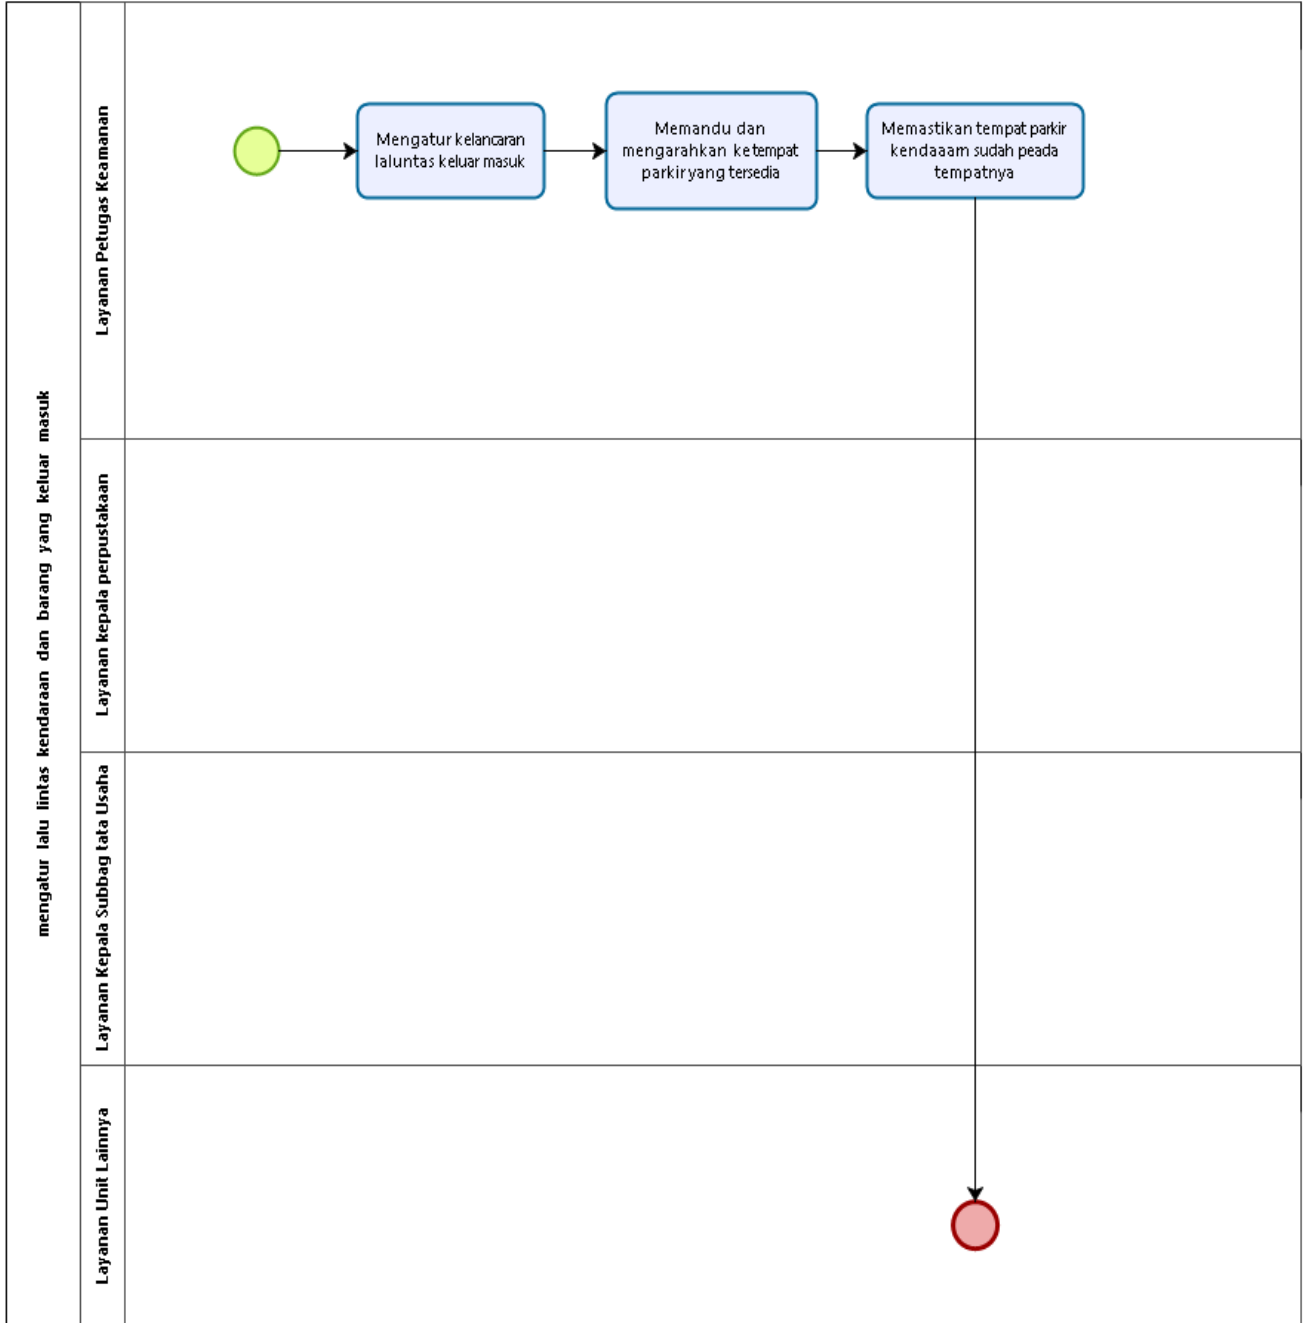 mengatur lalu lintas kendaraan dan barang yang keluar masuk
Layanan Petugas Keamanan
Mengatur kelancaran
laluntas keluar masuk
Memandu dan
mengarahkan ketempat
parkir yang tersedia
Memastikan tempat parkir
kendaaam sudah peada
tempatnya
Layanan kepala perpustakaan
Layanan Kepala Subbag tata Usaha
Layanan Unit Lainnya